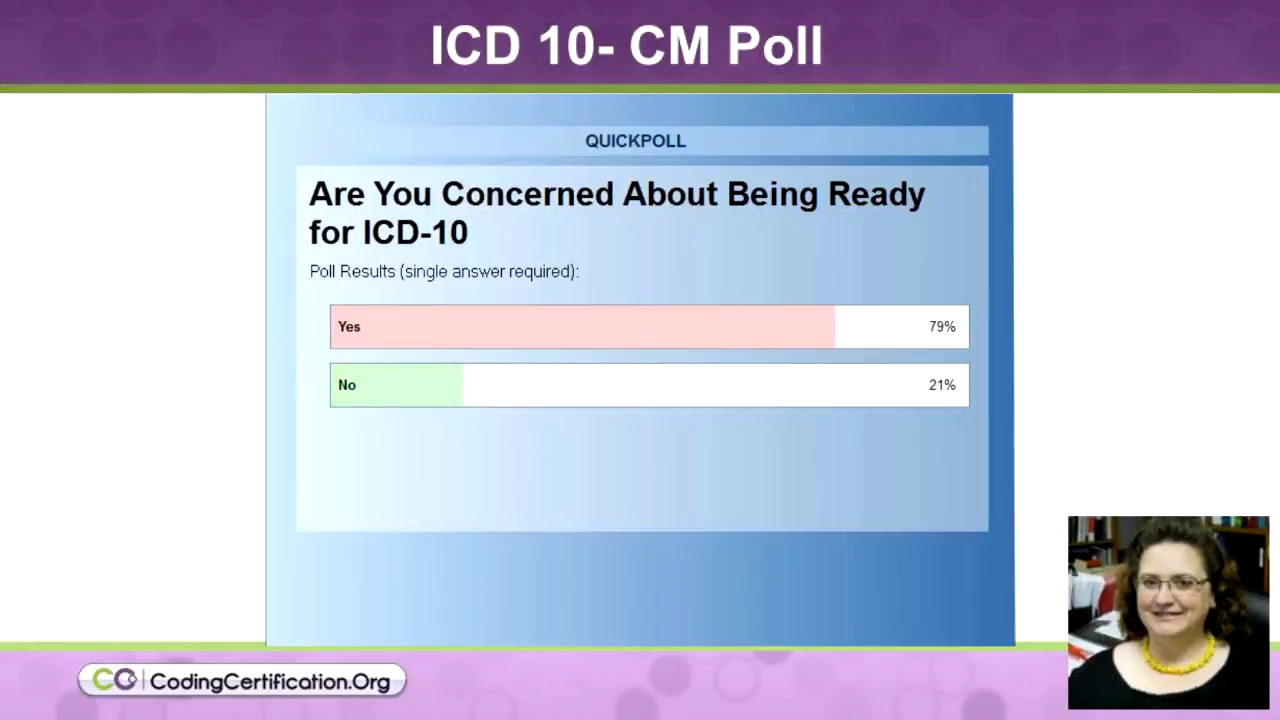 ICD 10- CM Poll
QUICKPOLL
Are You Concerned About Being Ready
for ICD-10
Poll Results (single answer required):
Yes 79%
No 21%
CC CodingCertification.Org